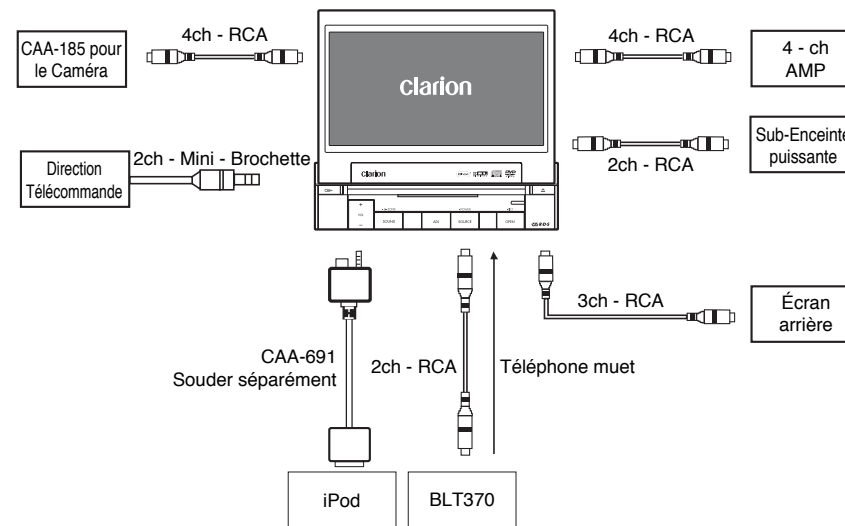 CAA-185 pour
le Caméra
4ch - RCA
clarion
4ch - RCA
4 - ch
AMP
Direction
Télécommande
2ch - Mini - Brochette
2ch - RCA
Sub-Enceinte
puissante
Clarion
VOL
SOUND
ADJ
SOURCE
OPEN
3ch - RCA
Écran
arrière
CAA-691
Souder séparément
2ch - RCA
Téléphone muet
iPod
BLT370